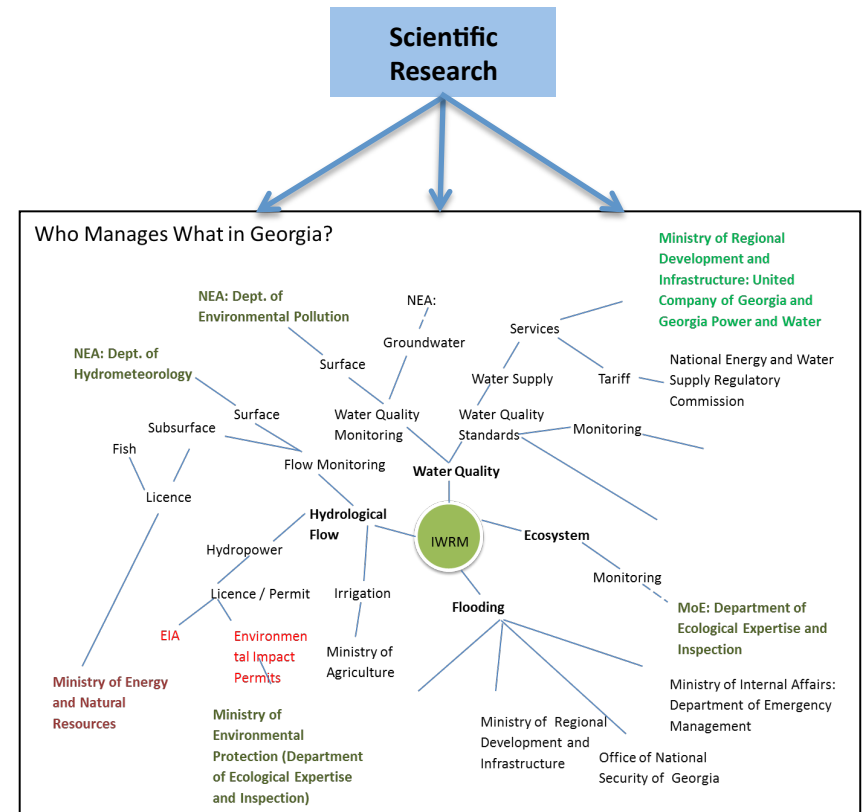 Scientific
Research
Who Manages What in Georgia?
Ministry of Regional
Development and
Infrastructure: United
Company of Georgia and
Georgia Power and Water
NEA: Dept. of
Environmental Pollution
NEA:
Groundwater
Services
NEA: Dept. of
Hydrometeorology
Surface
Water Supply
Tariff
National Energy and Water
Supply Regulatory
Commission
Surface
Subsurface
Water Quality
Monitoring
Water Quality
Standards
Monitoring
Fish
Flow Monitoring
Water Quality
Licence
Hydrological
Flow
IWRM
Ecosystem
Hydropower
Monitoring
Licence / Permit
Irrigation
Flooding
MoE: Department of
Ecological Expertise and
Inspection
EIA
Environmen
tal Impact
Permits
Ministry of
Agriculture
Ministry of Energy
and Natural
Resources
Ministry of Internal Affairs:
Department of Emergency
Management
Ministry of
Environmental
Protection (Department
of Ecological Expertise
and Inspection)
Ministry of Regional
Development and
Infrastructure
Office of National
Security of Georgia